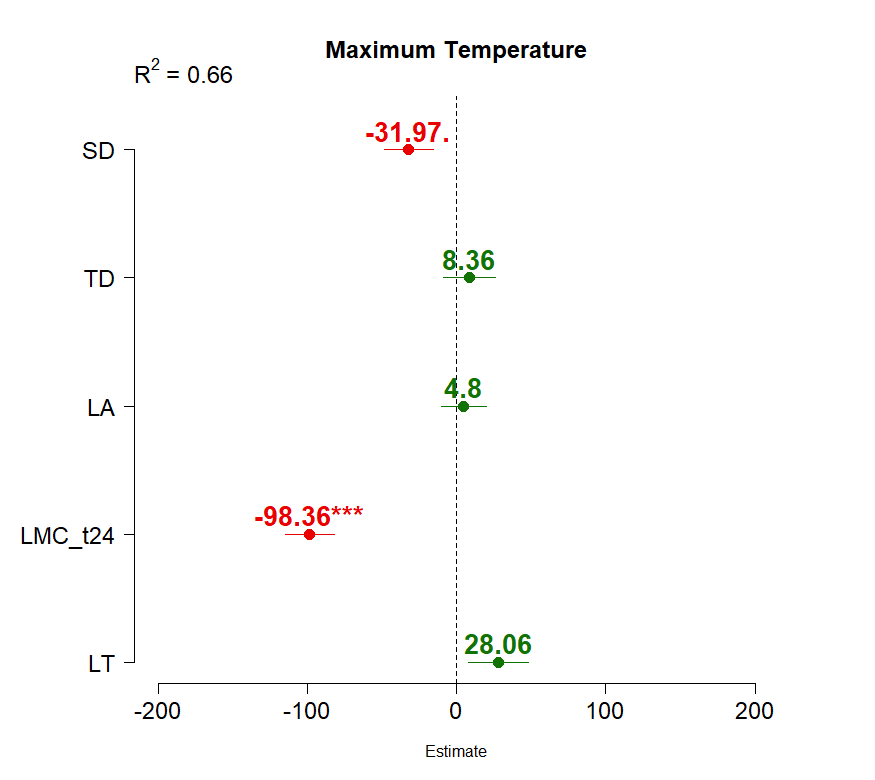 Maximum Temperature
R² = 0.66
-31.97.
SD
8.36
TD
4.8
LA
-98.36***
LMC_t24
28.06
LT
-200 -100 0 100 200
Estimate